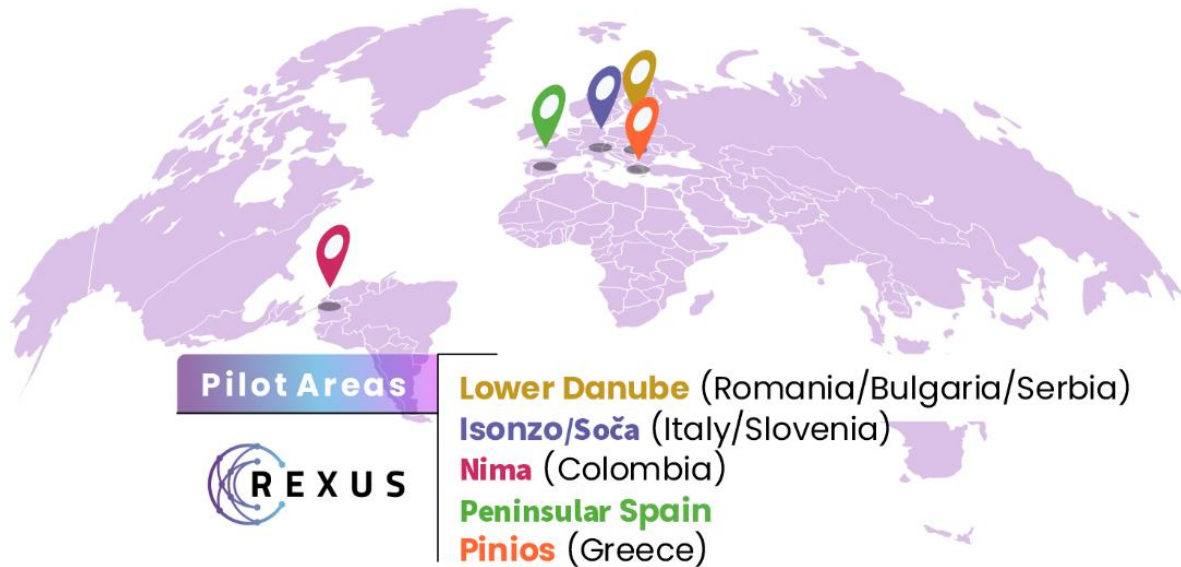 Pilot Areas
REXUS
Lower Danube (Romania/Bulgaria/Serbia)
Isonzo/Soča (Italy/Slovenia)
Nima (Colombia)
Peninsular Spain
Pinios (Greece)